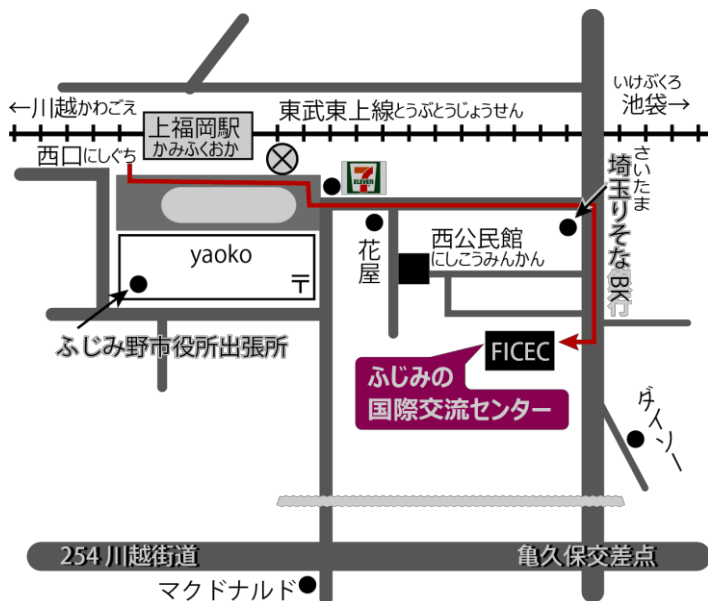 ←川越かわごえ
上福岡駅
かみふくおか
東武東上線とうぶとうじょうせん
いけぶくろ
池袋→
西口にしぐち
7
ELEVEN
さいたま
埼玉りそなBK銀行
yaoko
〒
花屋
西公民館
にしこうみんかん
ふじみ野市役所出張所
FICEC
ふじみの
国際交流センター
ダイソー
254 川越街道
亀久保交差点
マクドナルド